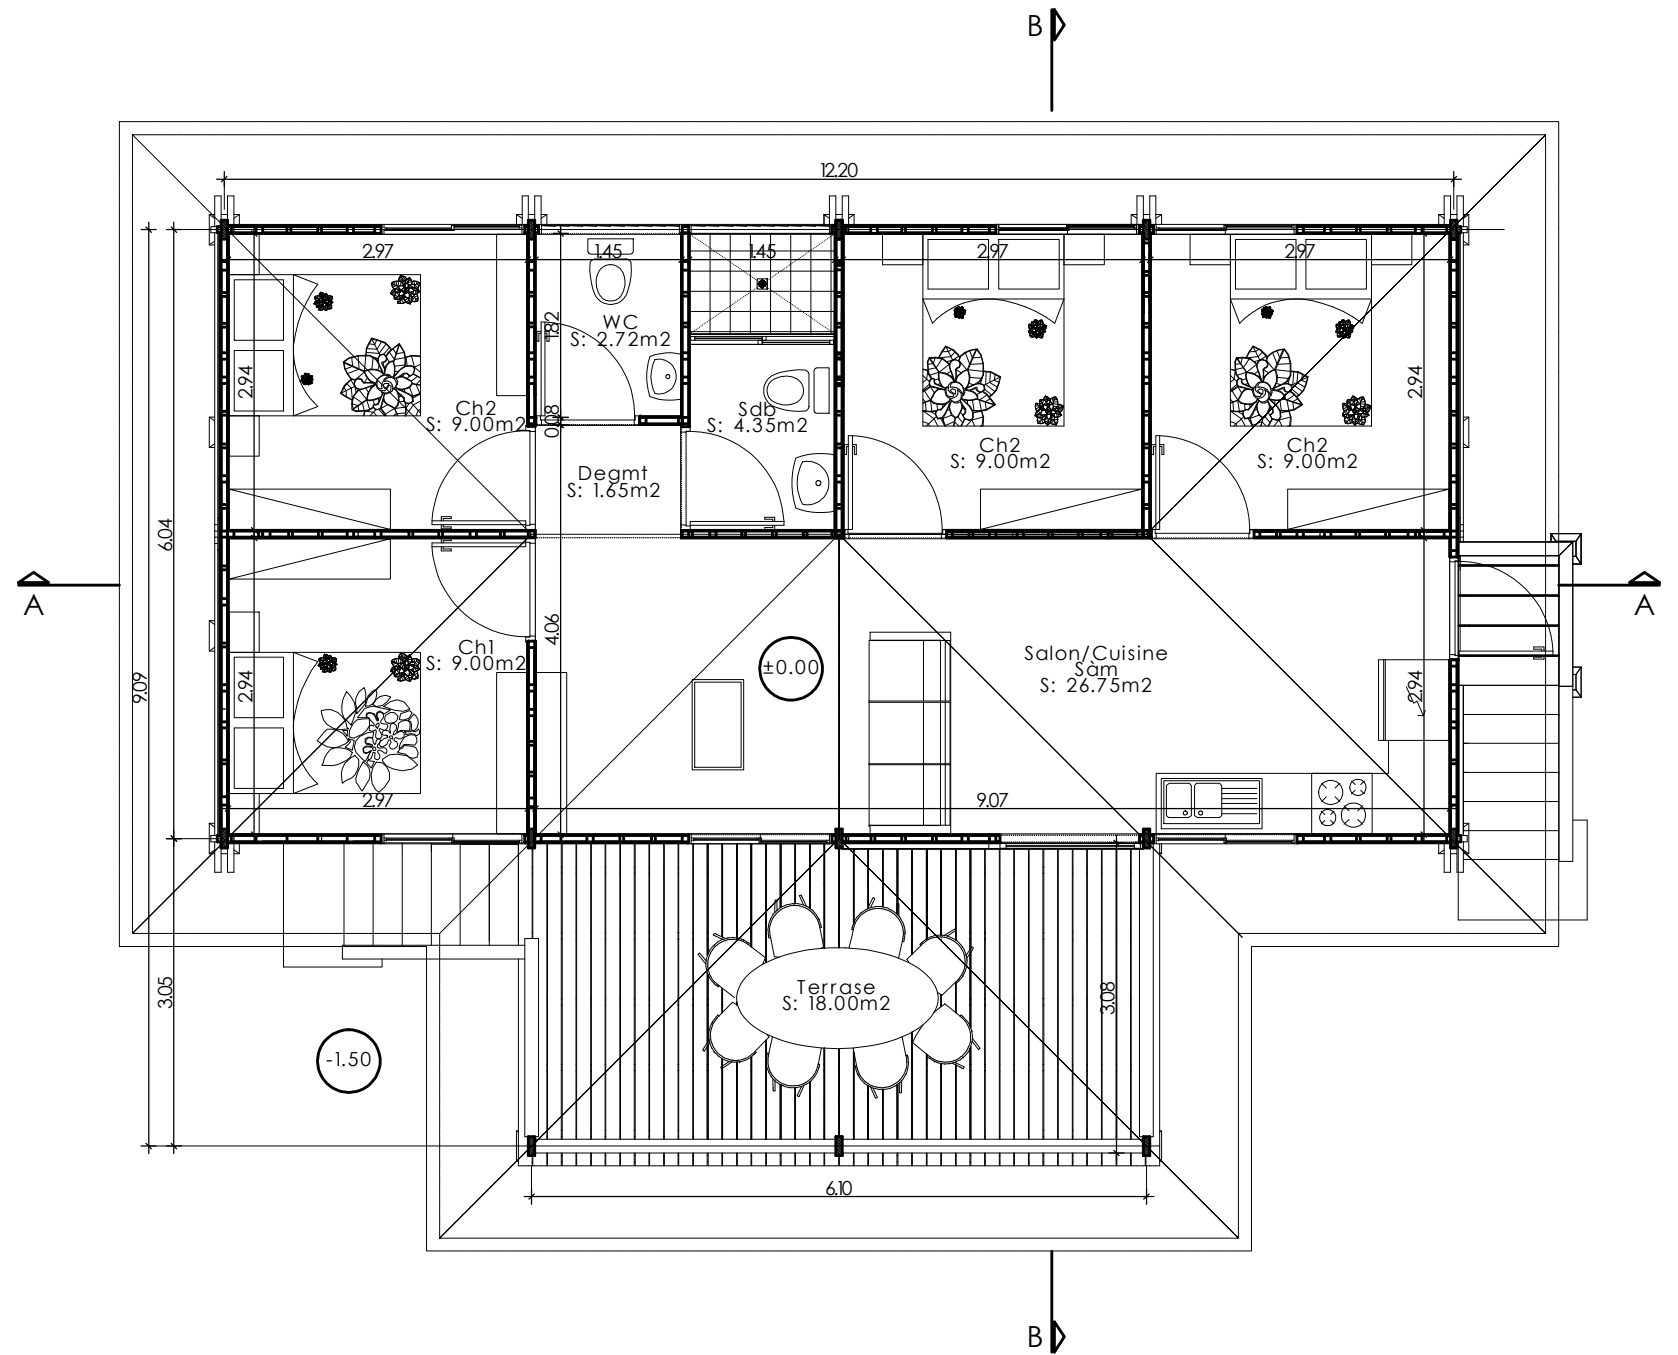 B
12.20
2.97
1.45
1.45
2.97
2.97
WC
S: 2.72m2
1.82
2.94
2.94
Ch2
S: 9.00m2
0.08
Sdb
S: 4.35m2
Ch2
S: 9.00m2
Ch2
S: 9.00m2
Degmt
S: 1.65m2
6.04
A
A
4.06
Ch1
S: 9.00m2
±0.00
Salon/Cuisine
Sàm
S: 26.75m2
9.09
2.94
2.94
2.97
9.07
Terrase
S: 18.00m2
3.05
3.08
-1.50
6.10
B